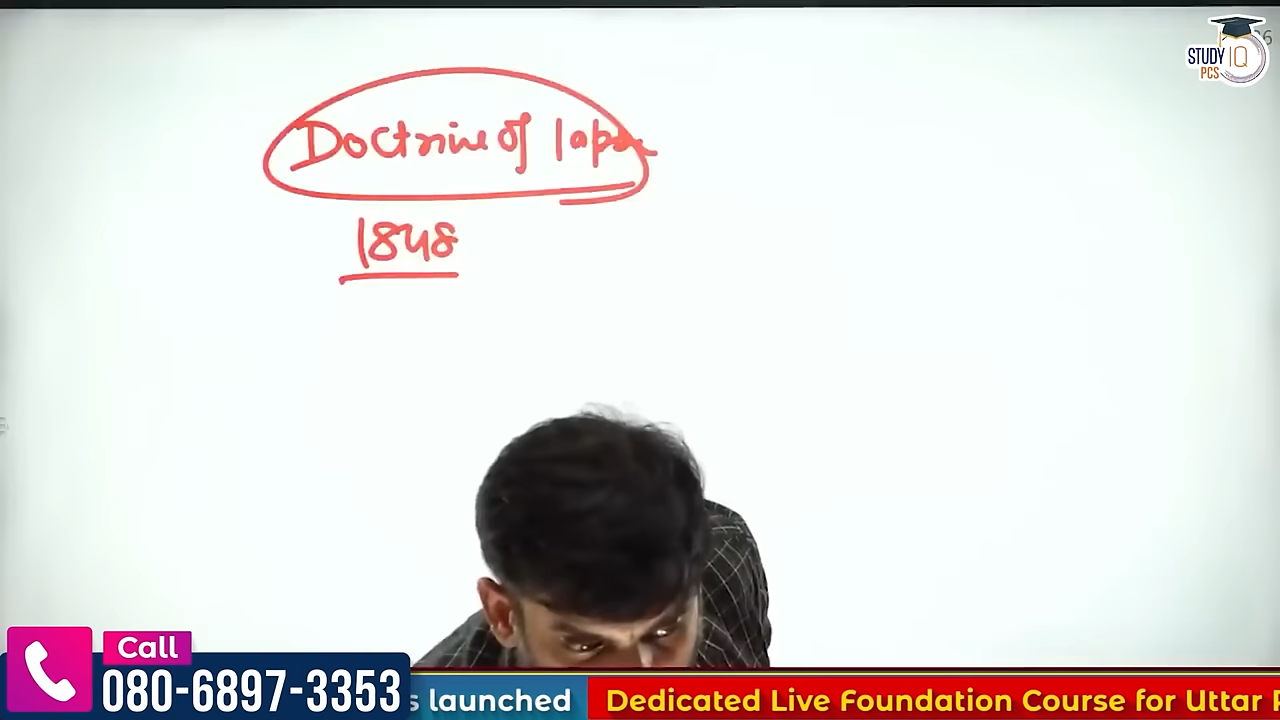 STUDY IQ
PCS
Doctrine of lapse
1848
Call
080-6897-3353
s launched
Dedicated Live Foundation Course for Uttar P